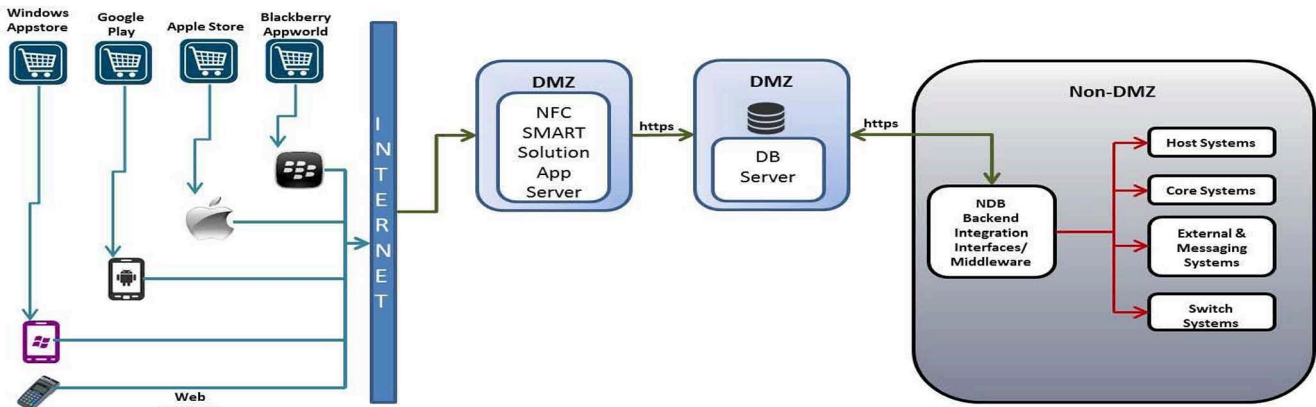 Windows
Appstore
Google
Play
Apple Store
Blackberry
Appworld
INTERNET
Web
DMZ
NFC
SMART
Solution
App
Server
https
DMZ
DB
Server
https
Non-DMZ
NDB
Backend
Integration
Interfaces/
Middleware
Host Systems
Core Systems
External &
Messaging
Systems
Switch
Systems